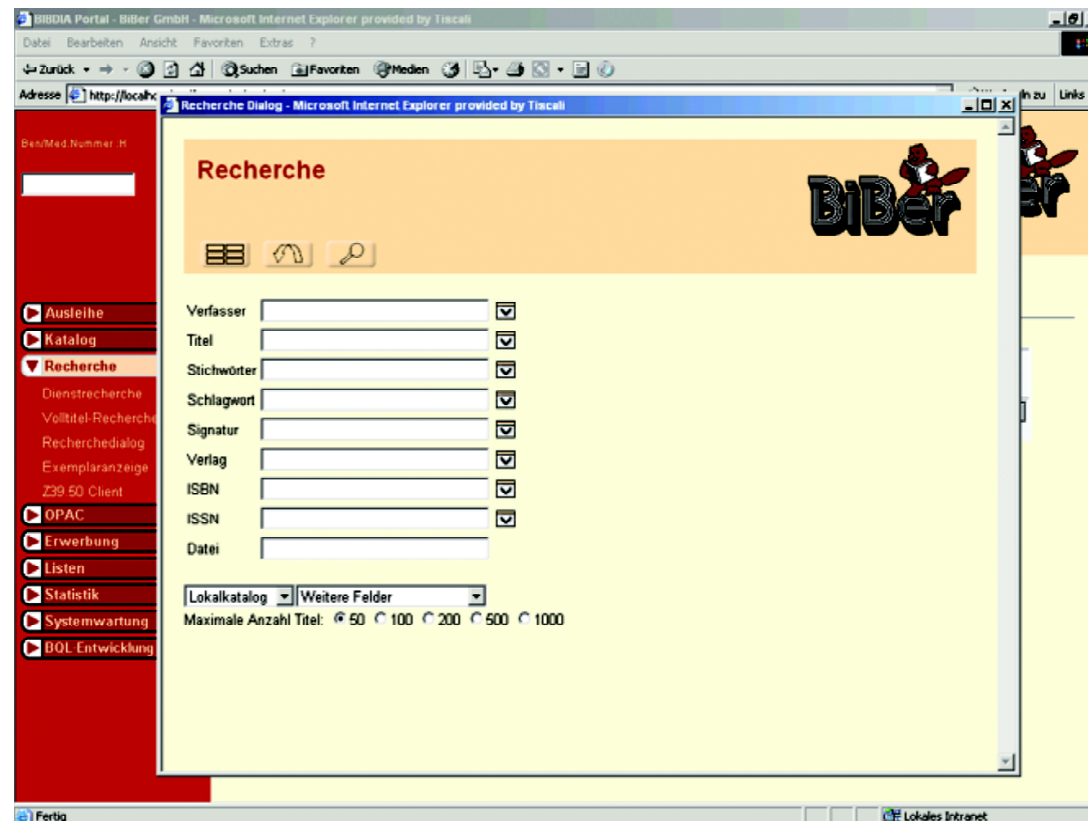 BIBDIA Portal - BiBer GmbH - Microsoft Internet Explorer provided by Tiscali
Datei Bearbeiten Ansicht Favoriten Extras ?
Zurück Suchen Favoriten Medien
Adresse http://localhc ln zu Links
Recherche Dialog - Microsoft Internet Explorer provided by Tiscali
Ben/Med.Nummer :H
Recherche
BiBer
er
Verfasser
Titel
Stichwörter
Schlagwort
Signatur
Verlag
ISBN
ISSN
Datei
Lokalkatalog Weitere Felder
Maximale Anzahl Titel: 50 100 200 500 1000
Ausleihe
Katalog
Recherche
Dienstrecherche
Volltitel-Recherche
Recherchedialog
Exemplaranzeige
Z39.50 Client
OPAC
Erwerbung
Listen
Statistik
Systemwartung
BQL-Entwicklung
Fertig Lokales Intranet